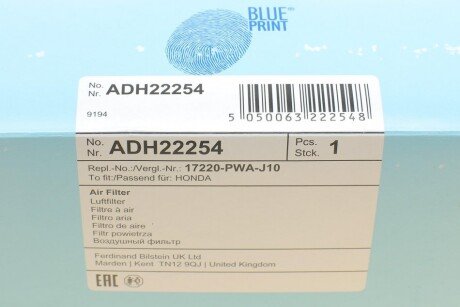 BLUE
PRINT
No.
Nr. ADH22254
9194
5 050063 222548
No.
Nr. ADH22254
Pcs.
Stck. 1
Repl.-No.:/Vergl.-Nr.: 17220-PWA-J10
To fit:/Passend für: HONDA
Air Filter
Luftfilter
Filtre à air
Filtro aria
Filtro de aire
Filtr powietrza
Воздушный фильтр
Ferdinand Bilstein UK Ltd
Marden | Kent TN12 9QJ | United Kingdom
EAC